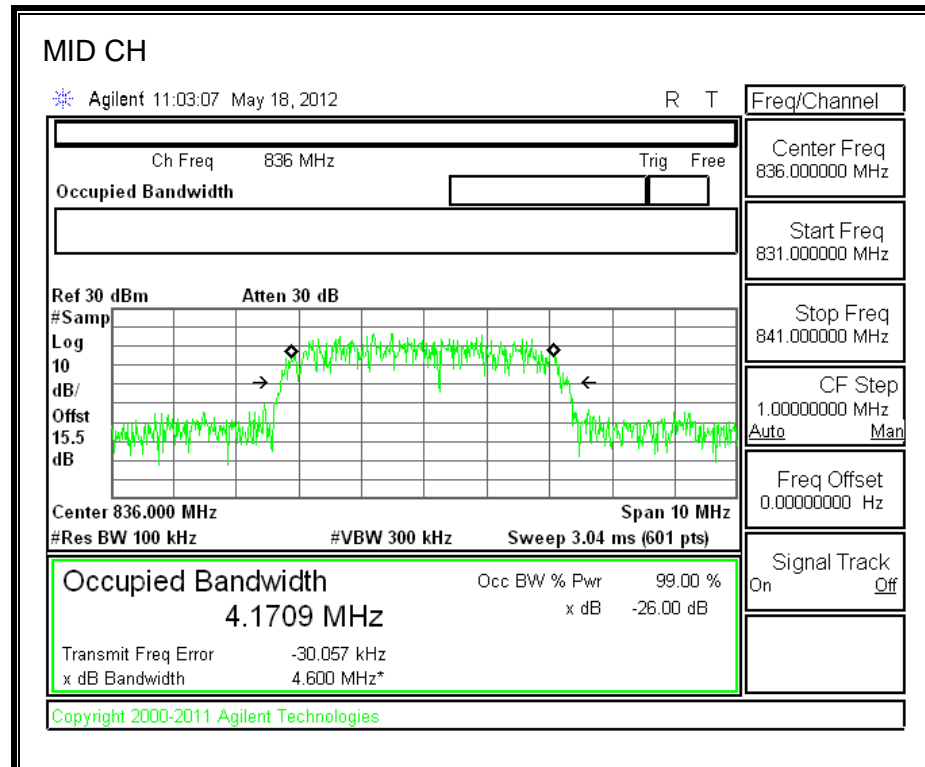 MID CH
Agilent 11:03:07 May 18, 2012 R T
Ch Freq 836 MHz Trig Free
Occupied Bandwidth
Ref 30 dBm Atten 30 dB
#Samp
Log
10
dB/
Offst
15.5
dB
Center 836.000 MHz Span 10 MHz
#Res BW 100 kHz #VBW 300 kHz Sweep 3.04 ms (601 pts)
Occupied Bandwidth Occ BW % Pwr 99.00 %
4.1709 MHz x dB -26.00 dB
Transmit Freq Error -30.057 kHz
x dB Bandwidth 4.600 MHz*
Copyright 2000-2011 Agilent Technologies
Freq/Channel
Center Freq
836.000000 MHz
Start Freq
831.000000 MHz
Stop Freq
841.000000 MHz
CF Step
1.00000000 MHz
Auto Man
Freq Offset
0.00000000 Hz
Signal Track
On Off